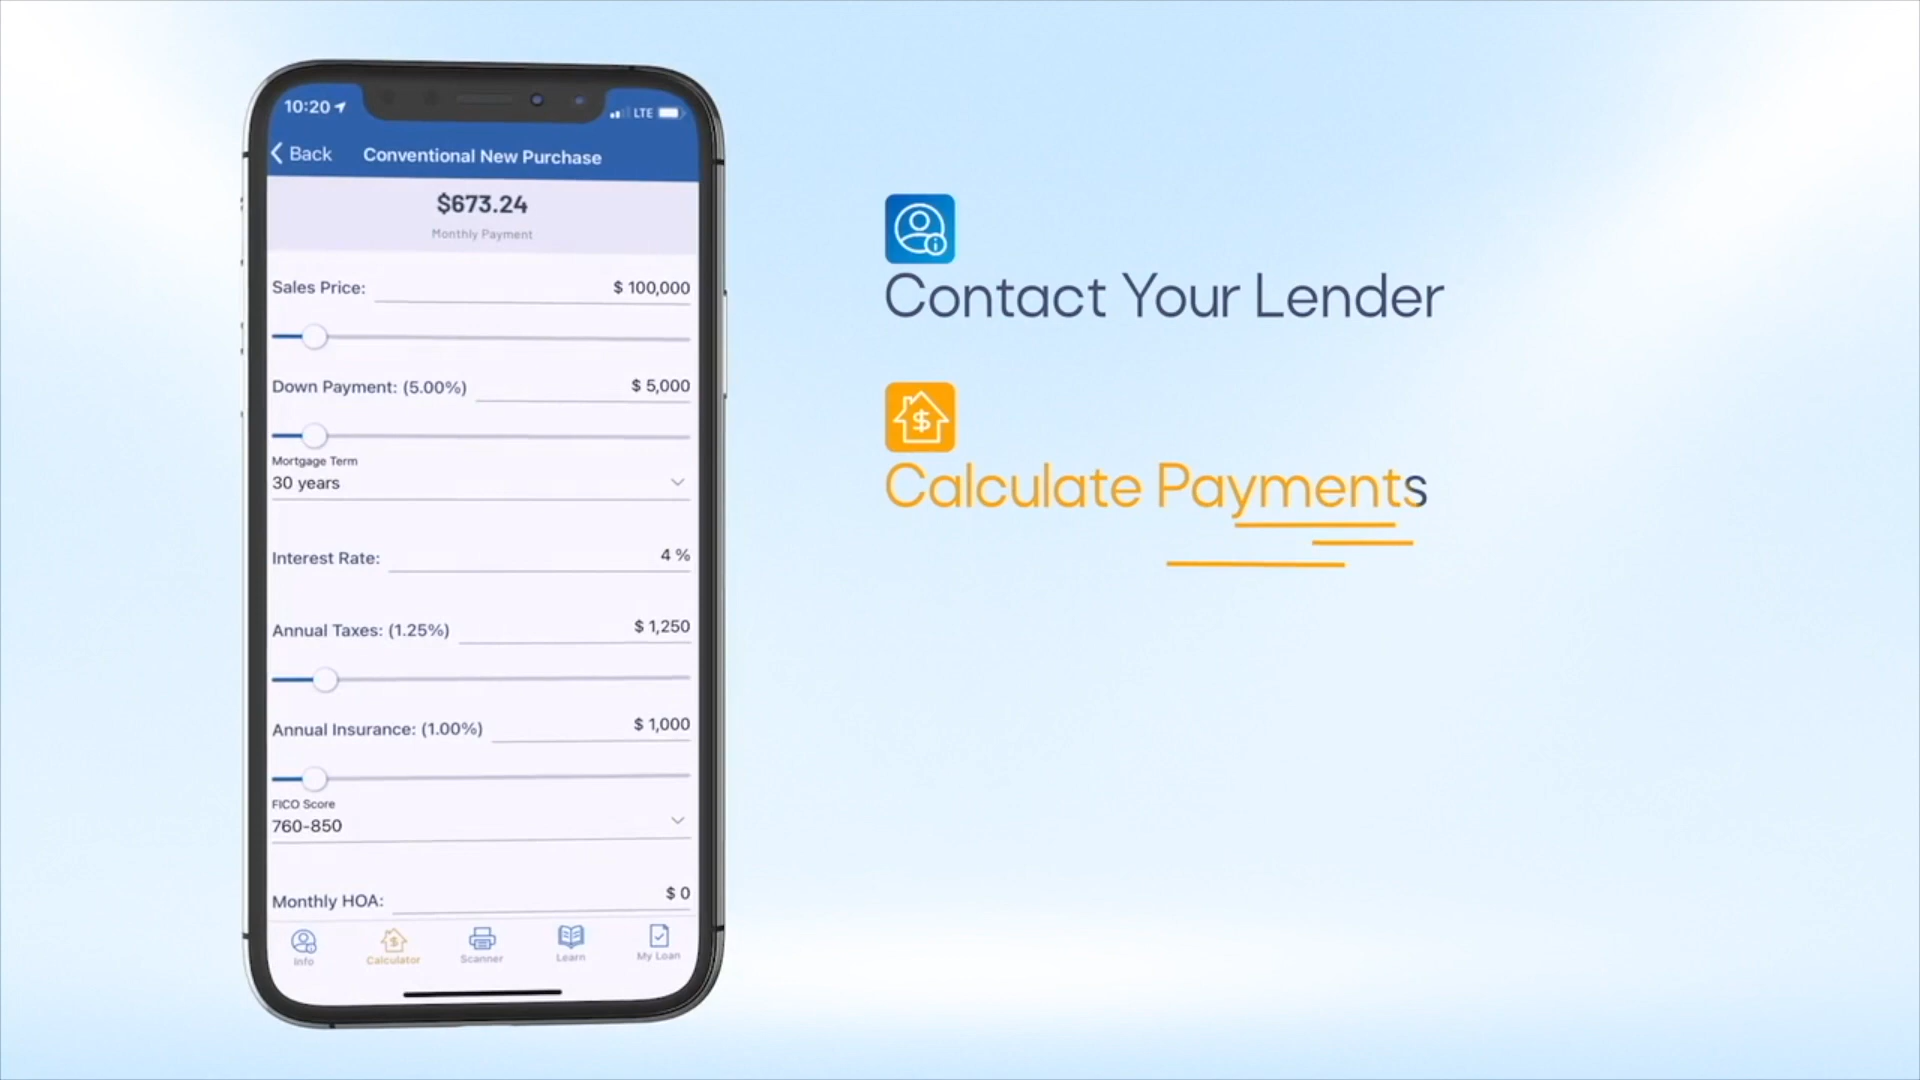 10:20
LTE
Back
Conventional New Purchase
$673.24
Monthly Payment
Sales Price: $ 100,000
Down Payment: (5.00%) $ 5,000
Mortgage Term
30 years
Interest Rate: 4 %
Annual Taxes: (1.25%) $ 1,250
Annual Insurance: (1.00%) $ 1,000
FICO Score
760-850
Monthly HOA: $ 0
Info Calculator Scanner Learn My Loan
Contact Your Lender
$
Calculate Payments